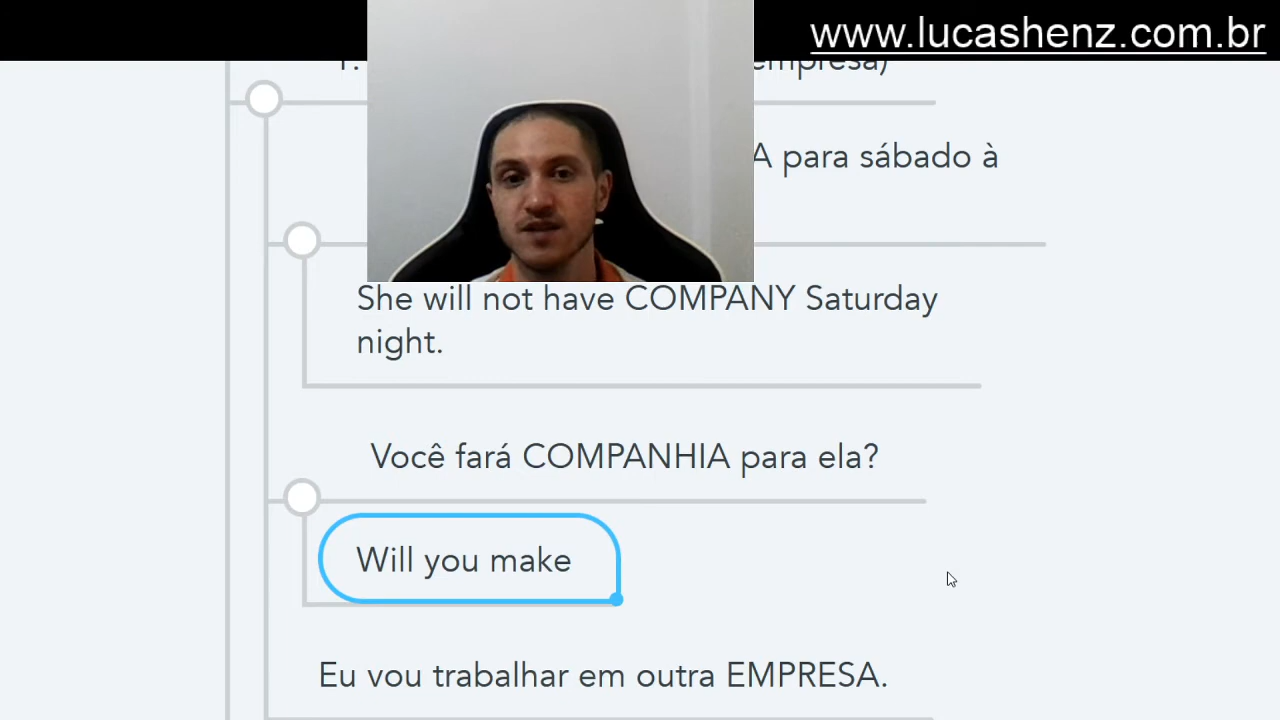 www.lucashenz.com.br
empresa)
A para sábado à
She will not have COMPANY Saturday
night.
Você fará COMPANHIA para ela?
Will you make
Eu vou trabalhar em outra EMPRESA.